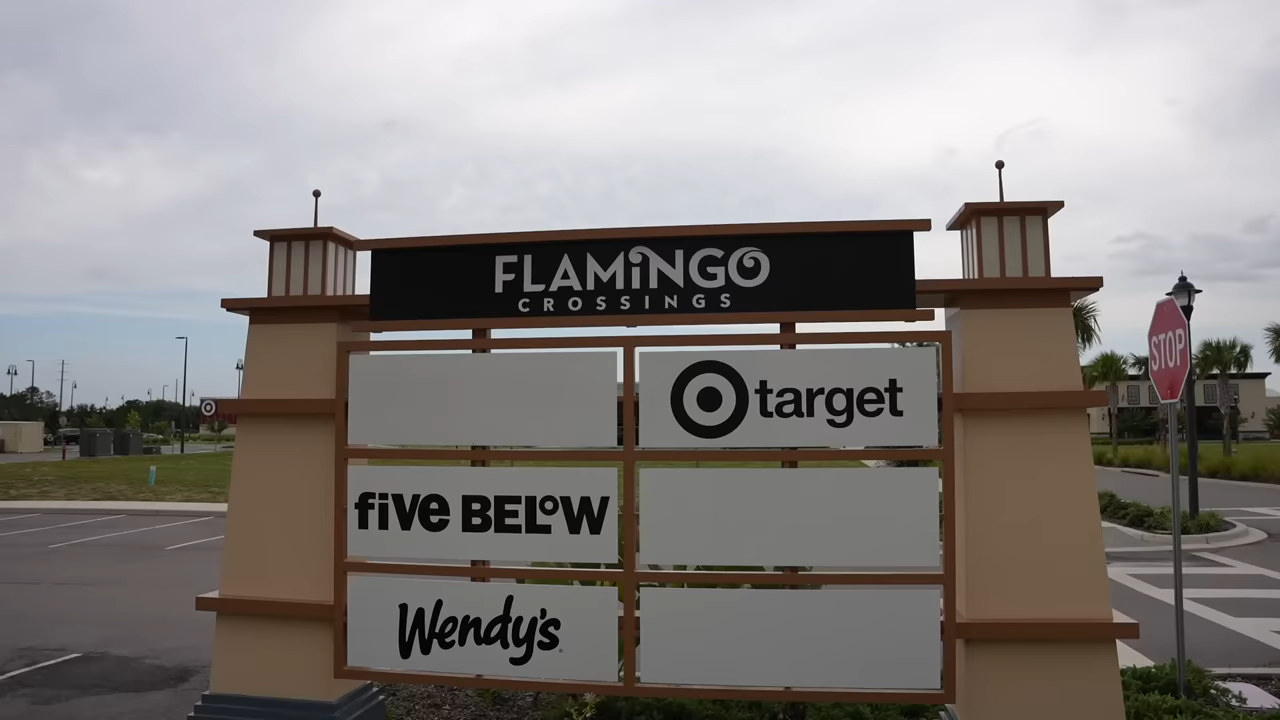 FLAMiNGO
CROSSINGS
target
fiVe BELOW
Wendy's
STOP